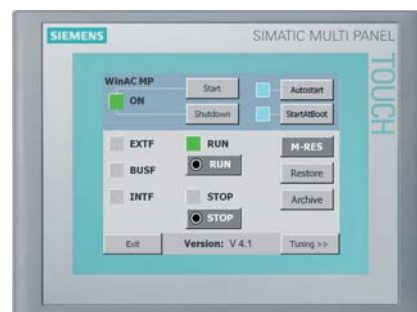 SIEMENS
SIMATIC MULTI PANEL
TOUCH
WinAC MP
ON
Start
Autostart
Shutdown
StartAtBoot
EXTF
RUN
M-RES
BUSF
RUN
Restore
INTF
STOP
Archive
STOP
Exit
Version: V 4.1
Tuning >>